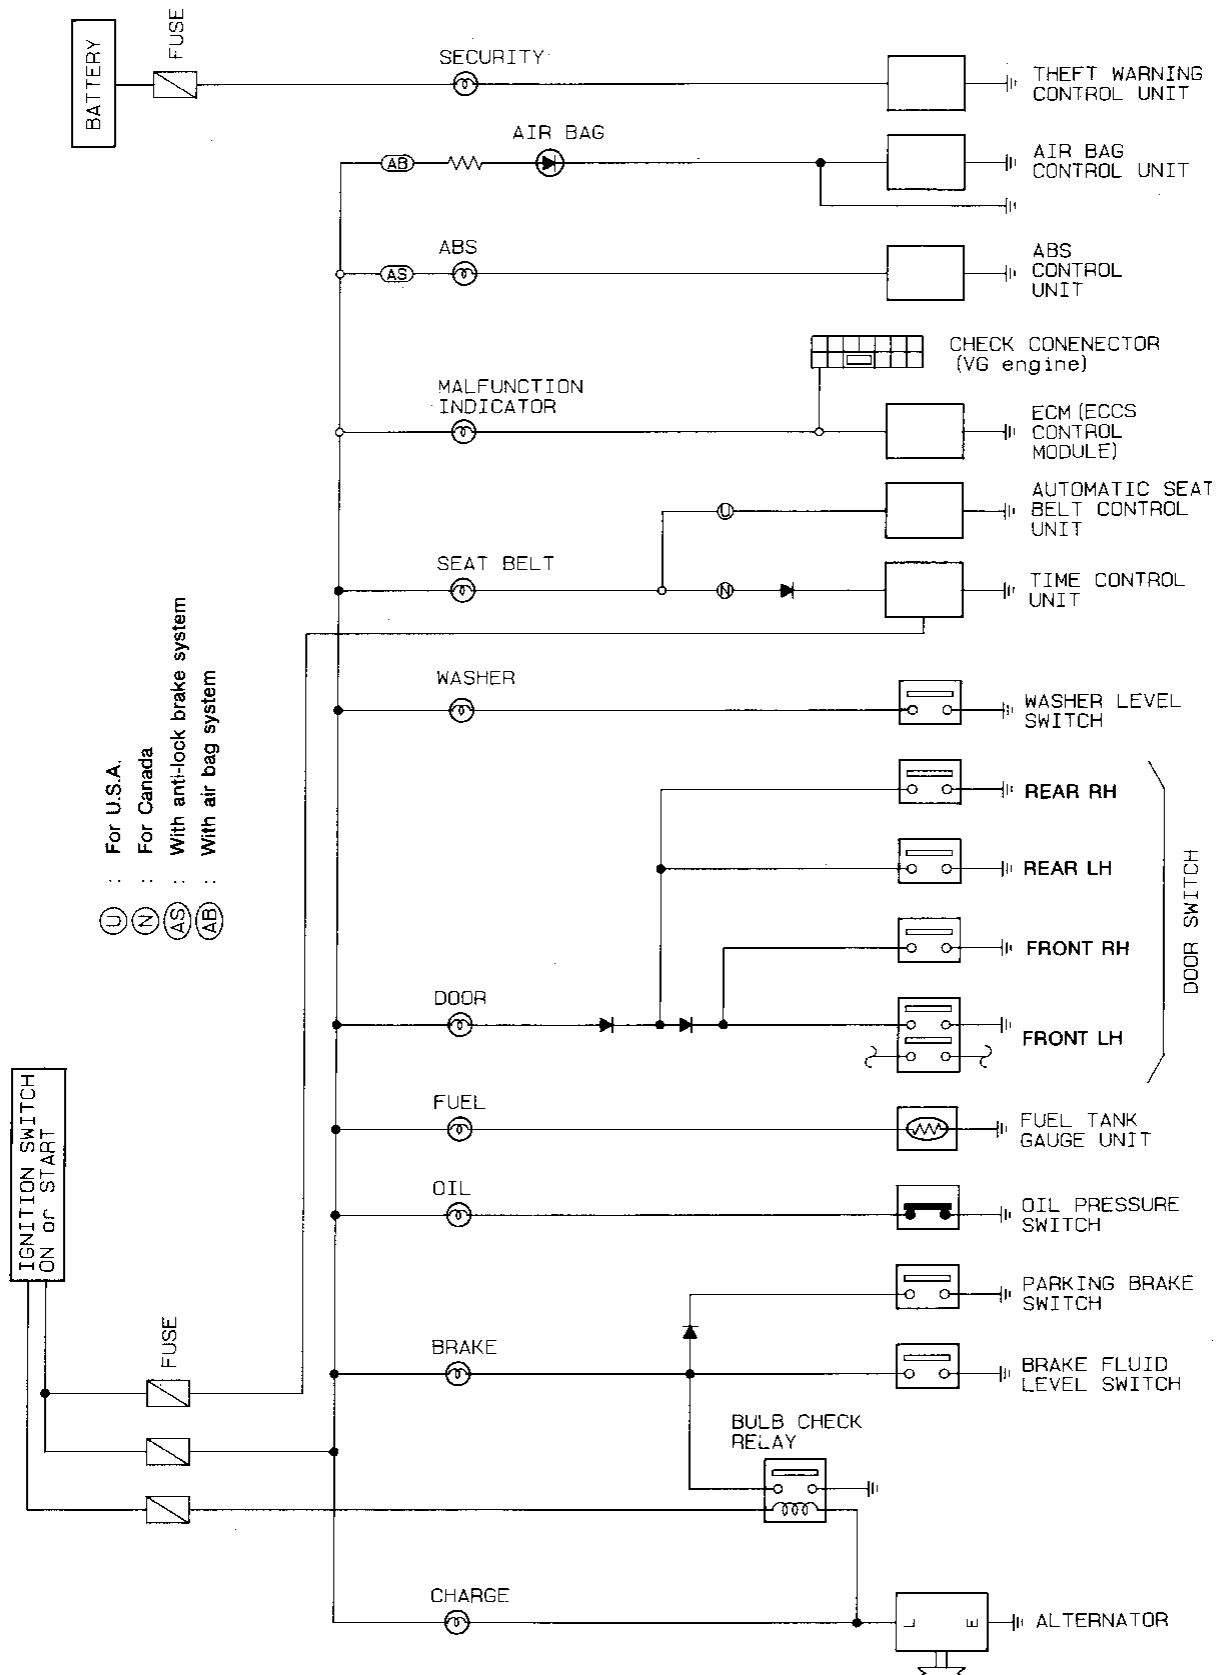 BATTERY
FUSE
SECURITY
THEFT WARNING
CONTROL UNIT
AIR BAG
AB
AIR BAG
CONTROL UNIT
ABS
AS
ABS
CONTROL
UNIT
CHECK CONENECTOR
(VG engine)
MALFUNCTION
INDICATOR
ECM (ECCS
CONTROL
MODULE)
U
AUTOMATIC SEAT
BELT CONTROL
UNIT
SEAT BELT
N
TIME CONTROL
UNIT
WASHER
WASHER LEVEL
SWITCH
U : For U.S.A.
N : For Canada
AS : With anti-lock brake system
AB : With air bag system
REAR RH
REAR LH
FRONT RH
DOOR
FRONT LH
DOOR SWITCH
IGNITION SWITCH
ON or START
FUEL
FUEL TANK
GAUGE UNIT
OIL
OIL PRESSURE
SWITCH
PARKING BRAKE
SWITCH
FUSE
BRAKE
BRAKE FLUID
LEVEL SWITCH
BULB CHECK
RELAY
CHARGE
L E
ALTERNATOR